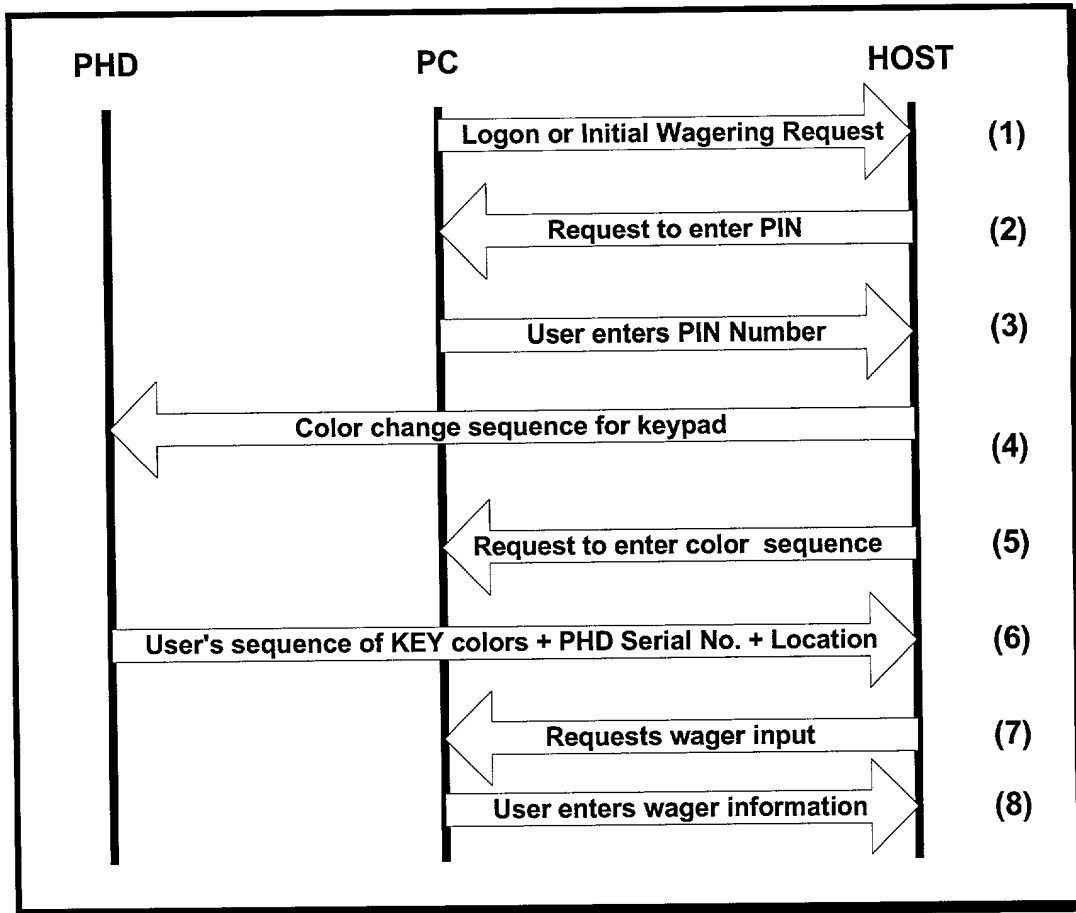 PHD PC HOST
Logon or Initial Wagering Request (1)
Request to enter PIN (2)
User enters PIN Number (3)
Color change sequence for keypad (4)
Request to enter color sequence (5)
User's sequence of KEY colors + PHD Serial No. + Location (6)
Requests wager input (7)
User enters wager information (8)